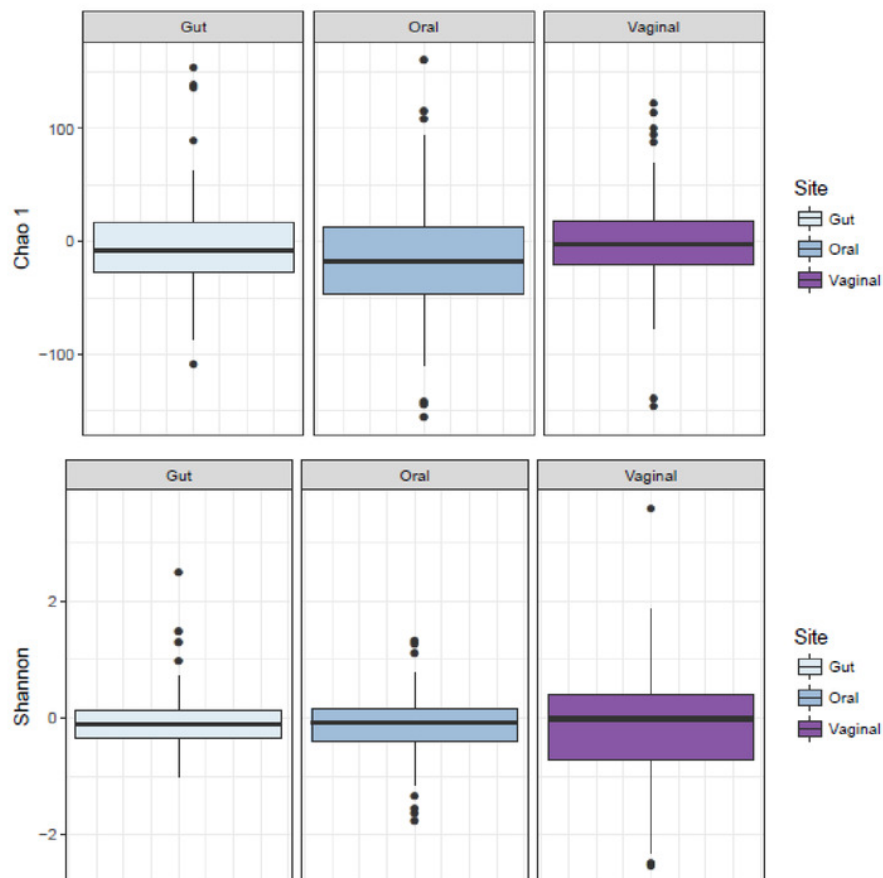 Gut Oral Vaginal
Chao 1
100
0
−100
Site
Gut
Oral
Vaginal
Gut Oral Vaginal
Shannon
2
0
−2
Site
Gut
Oral
Vaginal